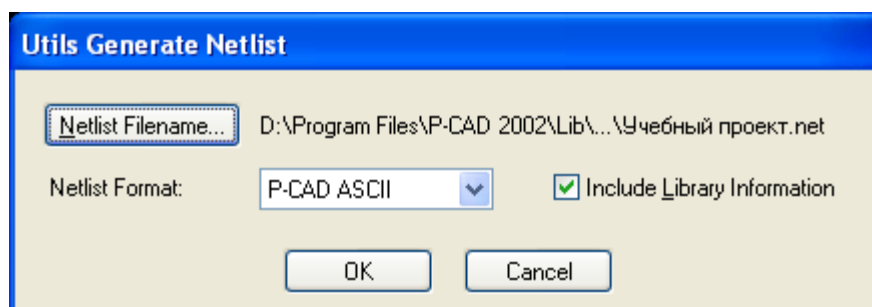 Utils Generate Netlist
Netlist Filename... D:\Program Files\P-CAD 2002\Lib\...\Учебный проект.net
Netlist Format: P-CAD ASCII Include Library Information
OK Cancel